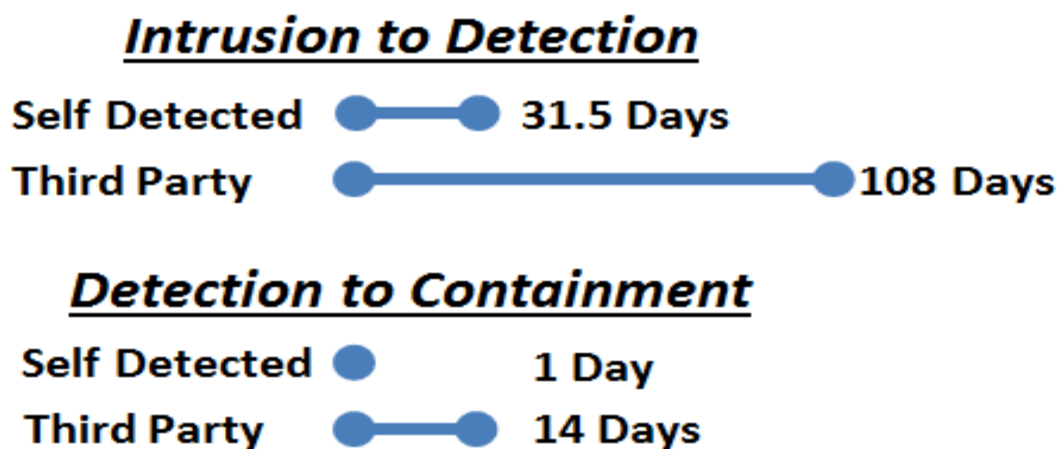 Intrusion to Detection
Self Detected 31.5 Days
Third Party 108 Days
Detection to Containment
Self Detected 1 Day
Third Party 14 Days